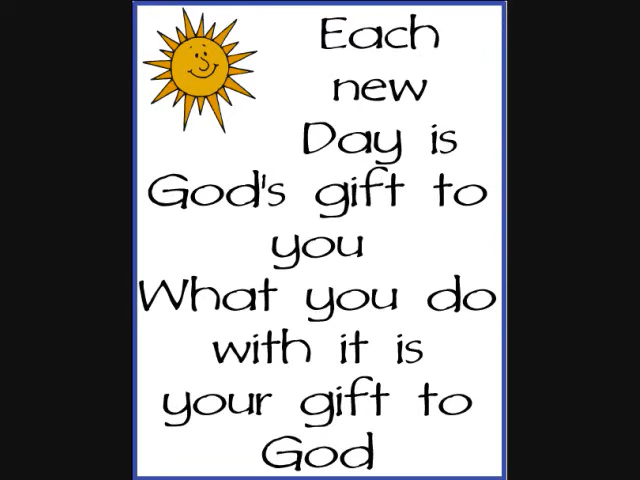 Each
new
Day is
God's gift to
you
What you do
with it is
your gift to
God